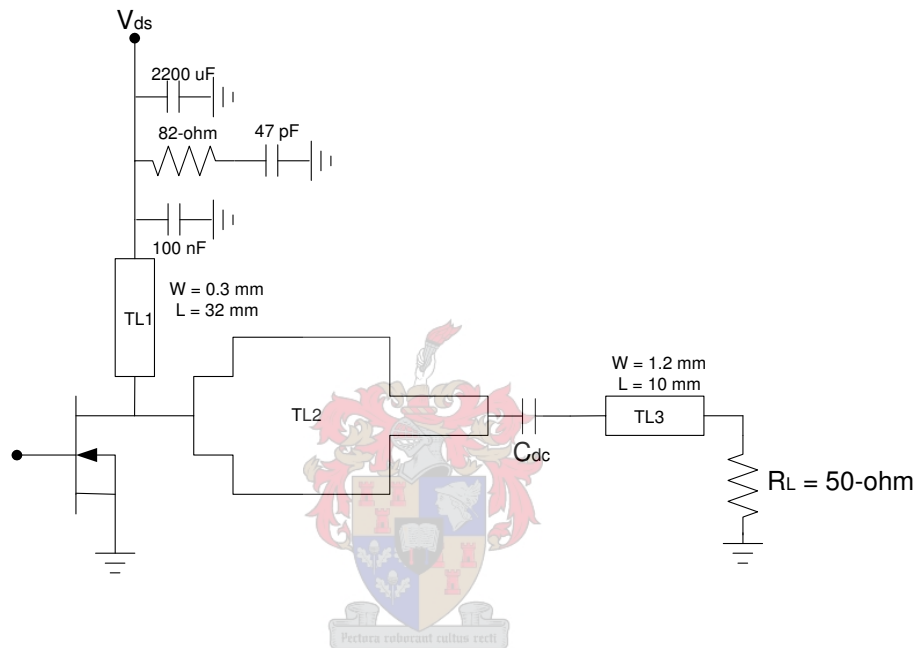 Vds
2200 uF
82-ohm
47 pF
100 nF
W = 0.3 mm
L = 32 mm
TL1
TL2
W = 1.2 mm
L = 10 mm
TL3
Cdc
RL = 50-ohm
Pectora roborant cultus recti